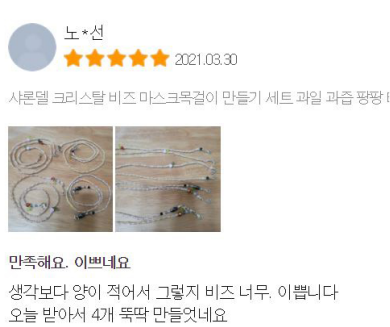 노*선
2021.03.30
샤론델 크리스탈 비즈 마스크목걸이 만들기 세트 과일 과즙 팡팡
만족해요. 이쁘네요
생각보다 양이 적어서 그렇지 비즈 너무. 이쁩니다
오늘 받아서 4개 뚝딱 만들엇네요